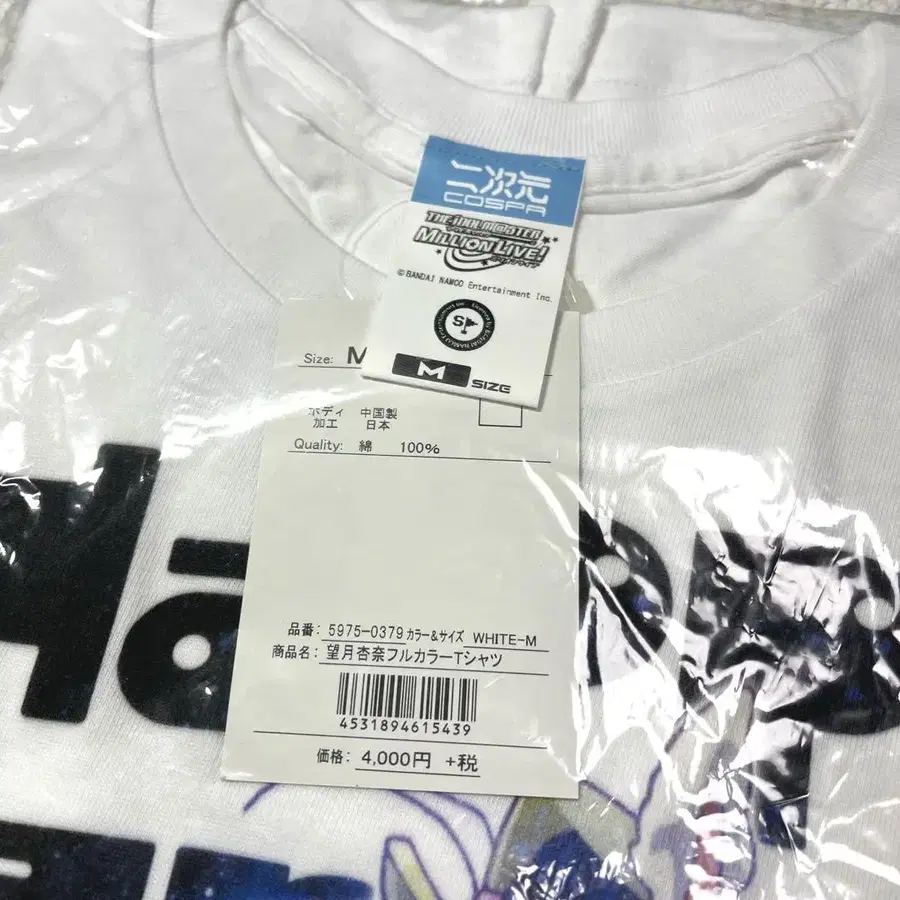 二次元
COSPA
THE IDOLM@STER
MILLION LIVE!
©BANDAI NAMCO Entertainment Inc.
M SIZE
Size: M
ボディ 中国製
加工 日本
Quality: 綿 100%
品番: 5975-0379 カラー&サイズ WHITE-M
商品名: 望月杏奈フルカラーTシャツ
4531894615439
価格: 4,000円 +税